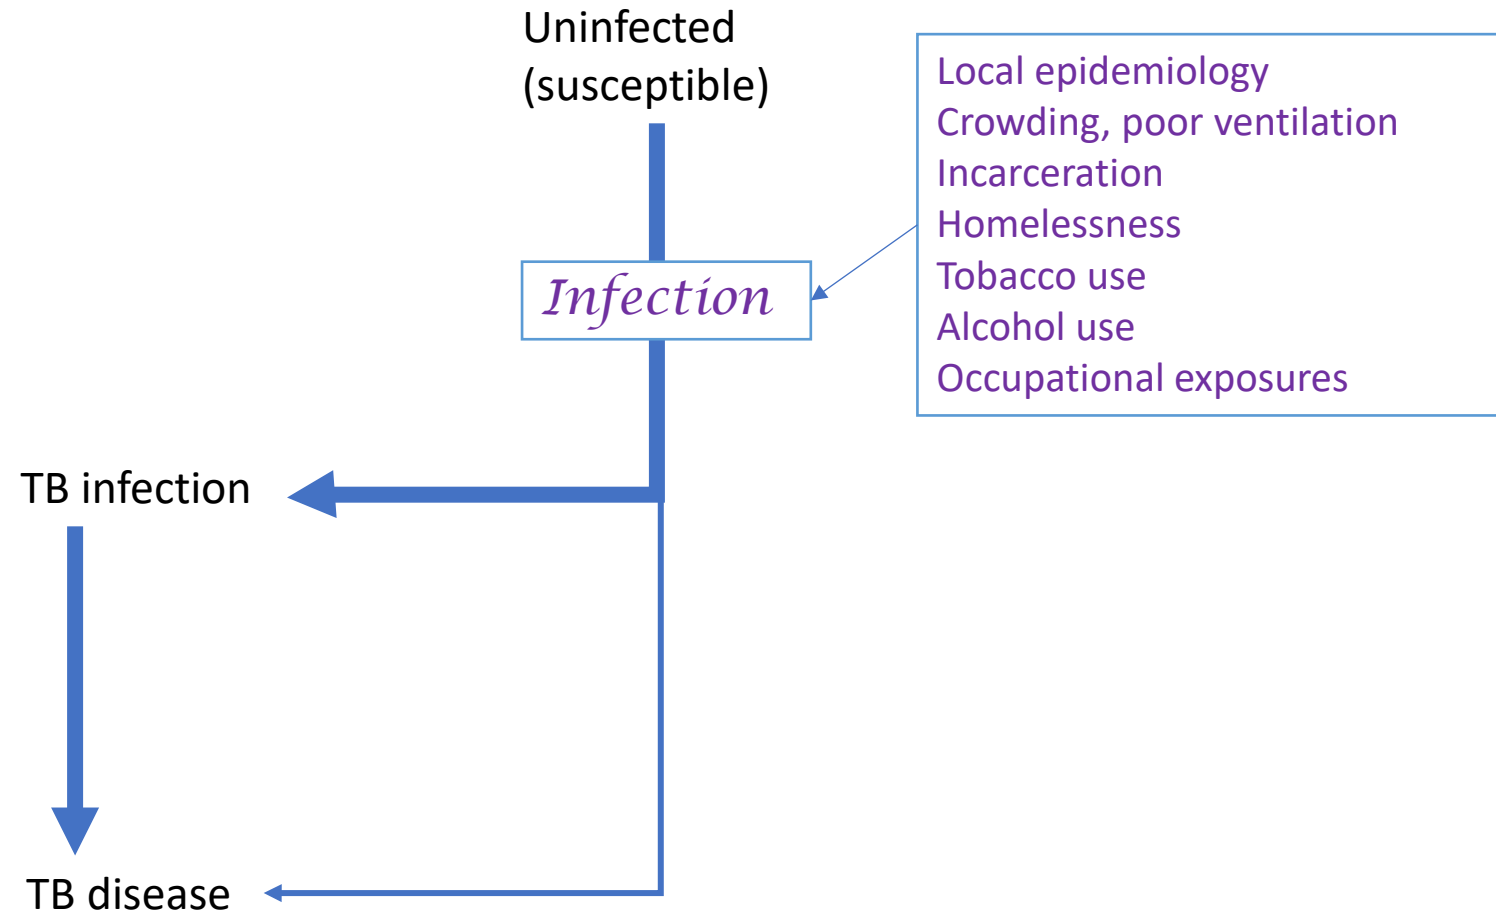 Uninfected
(susceptible)
Local epidemiology
Crowding, poor ventilation
Incarceration
Homelessness
Tobacco use
Alcohol use
Occupational exposures
Infection
TB infection
TB disease